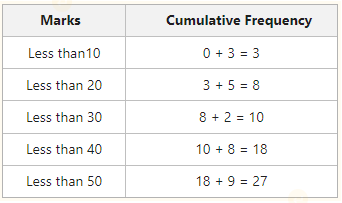 Marks Cumulative Frequency
Less than10 0 + 3 = 3
Less than 20 3 + 5 = 8
Less than 30 8 + 2 = 10
Less than 40 10 + 8 = 18
Less than 50 18 + 9 = 27